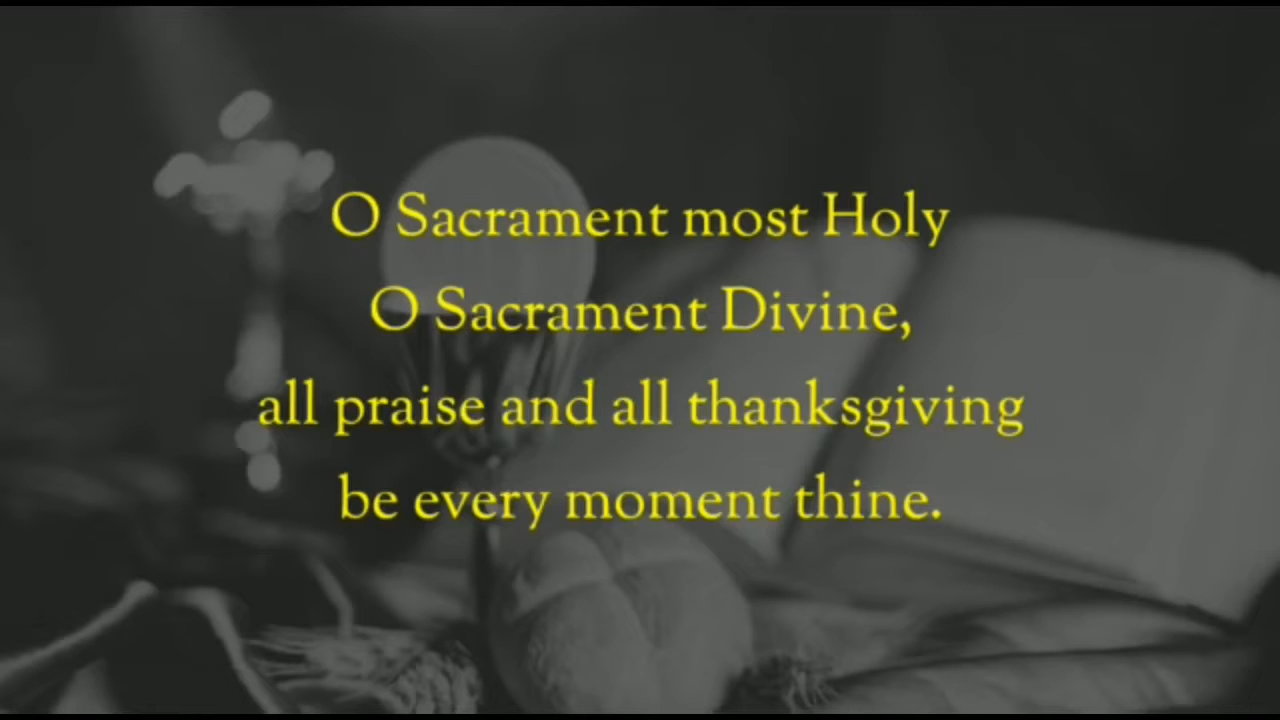 O Sacrament most Holy
O Sacrament Divine,
all praise and all thanksgiving
be every moment thine.